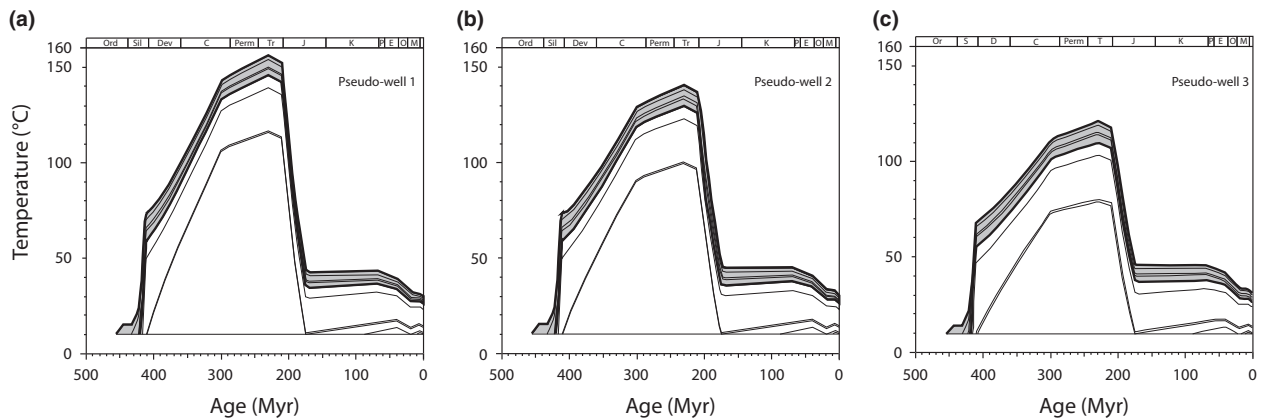 (a)
Ord Sil Dev C Perm Tr J K P E O M
160
150
100
50
0
Temperature (°C)
Pseudo-well 1
500 400 300 200 100 0
Age (Myr)
(b)
Ord Sil Dev C Perm Tr J K P E O M
160
150
100
50
0
Pseudo-well 2
500 400 300 200 100 0
Age (Myr)
(c)
Or S D C Perm T J K P E O M
160
150
100
50
0
Pseudo-well 3
500 400 300 200 100 0
Age (Myr)